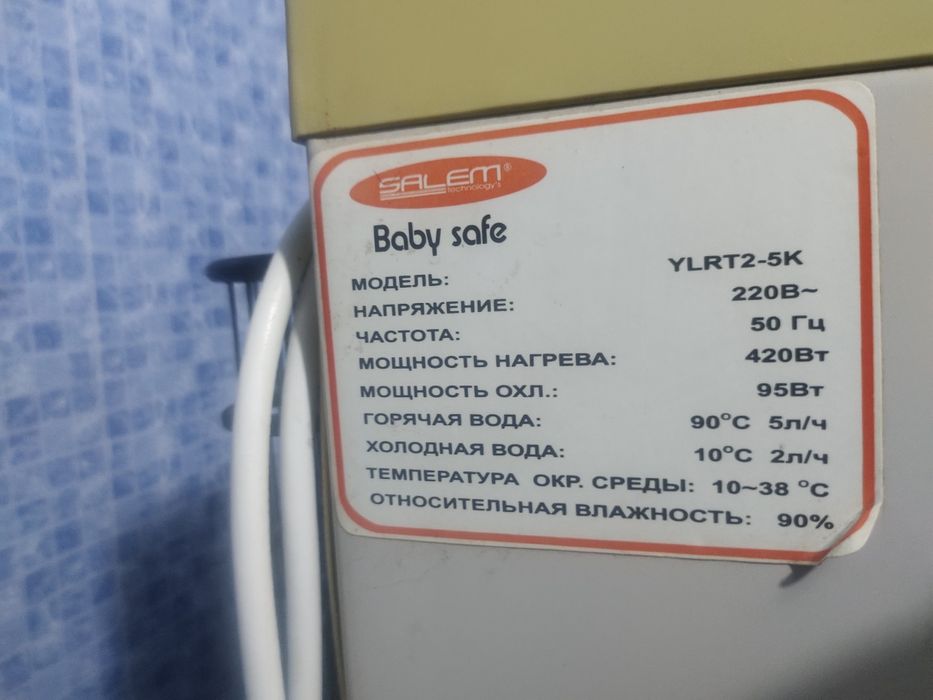 SALEM®
technology's
Baby safe
МОДЕЛЬ: YLRT2-5K
НАПРЯЖЕНИЕ: 220В~
ЧАСТОТА: 50 Гц
МОЩНОСТЬ НАГРЕВА: 420Вт
МОЩНОСТЬ ОХЛ.: 95Вт
ГОРЯЧАЯ ВОДА: 90°С 5л/ч
ХОЛОДНАЯ ВОДА: 10°С 2л/ч
ТЕМПЕРАТУРА ОКР. СРЕДЫ: 10~38 °С
ОТНОСИТЕЛЬНАЯ ВЛАЖНОСТЬ: 90%